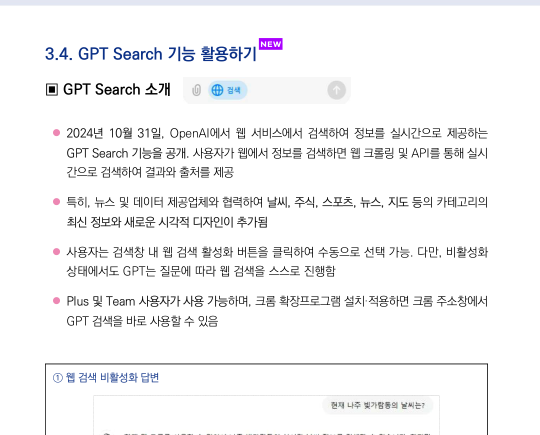 3.4. GPT Search 기능 활용하기 NEW
▣ GPT Search 소개
검색
● 2024년 10월 31일, OpenAI에서 웹 서비스에서 검색하여 정보를 실시간으로 제공하는
GPT Search 기능을 공개. 사용자가 웹에서 정보를 검색하면 웹 크롤링 및 API를 통해 실시
간으로 검색하여 결과와 출처를 제공
● 특히, 뉴스 및 데이터 제공업체와 협력하여 날씨, 주식, 스포츠, 뉴스, 지도 등의 카테고리의
최신 정보와 새로운 시각적 디자인이 추가됨
● 사용자는 검색창 내 웹 검색 활성화 버튼을 클릭하여 수동으로 선택 가능. 다만, 비활성화
상태에서도 GPT는 질문에 따라 웹 검색을 스스로 진행함
● Plus 및 Team 사용자가 사용 가능하며, 크롬 확장프로그램 설치·적용하면 크롬 주소창에서
GPT 검색을 바로 사용할 수 있음
① 웹 검색 비활성화 답변
현재 나주 빛가람동의 날씨는?